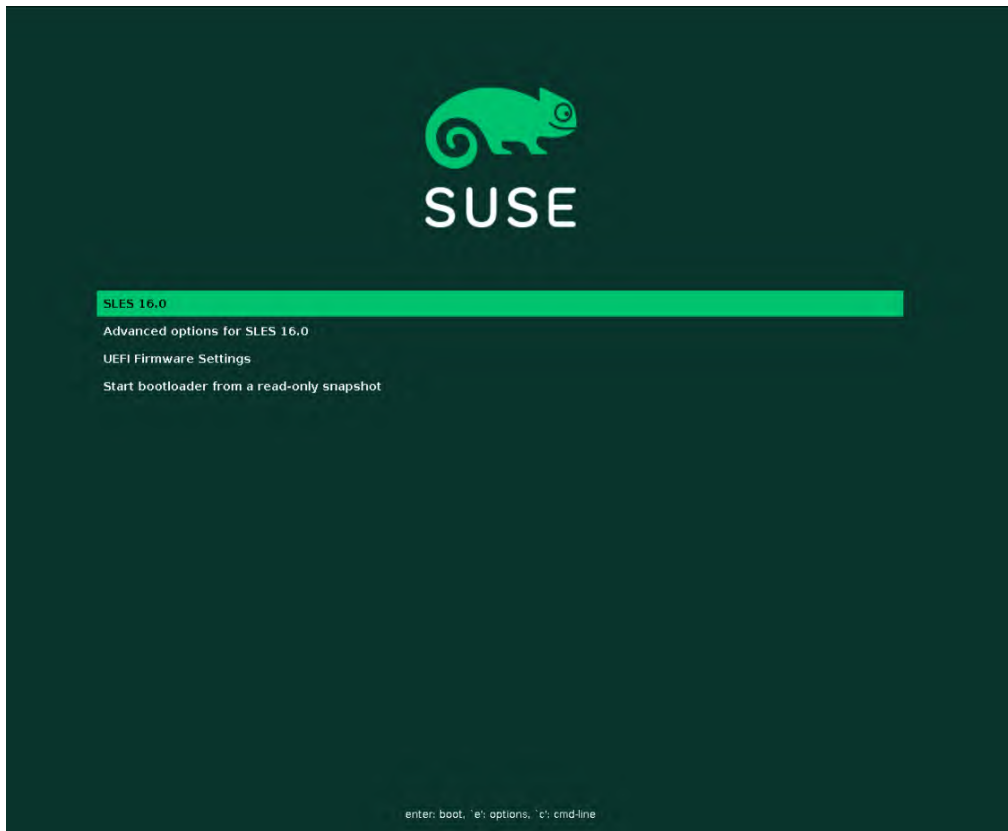 SUSE
SLES 16.0
Advanced options for SLES 16.0
UEFI Firmware Settings
Start bootloader from a read-only snapshot
enter: boot, `e': options, `c': cmd-line